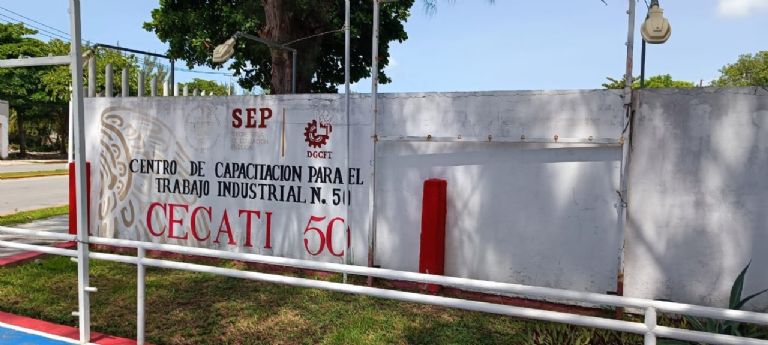 SEP
DGCFT
CENTRO DE CAPACITACION PARA EL
TRABAJO INDUSTRIAL N. 50
CECATI 50